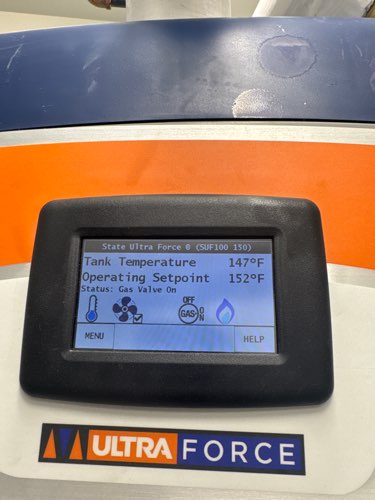 State Ultra Force ® (SUF100 150)
Tank Temperature 147°F
Operating Setpoint 152°F
Status: Gas Valve On
OFF
GAS ON
MENU
HELP
ULTRA FORCE